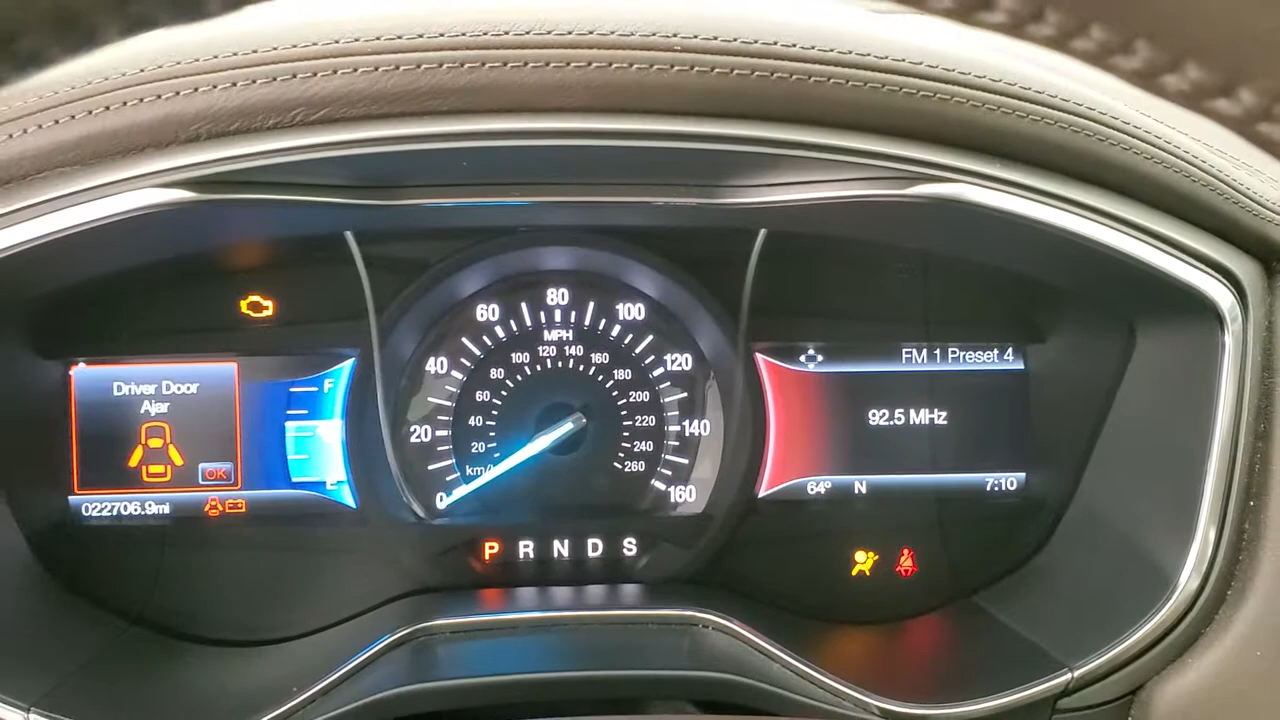 Driver Door
Ajar
OK
F
E
022706.9mi
0
20
40
60
80
100
120
140
160
MPH
20
40
60
80
100
120
140
160
180
200
220
240
260
km/
P R N D S
FM 1 Preset 4
92.5 MHz
64° N 7:10